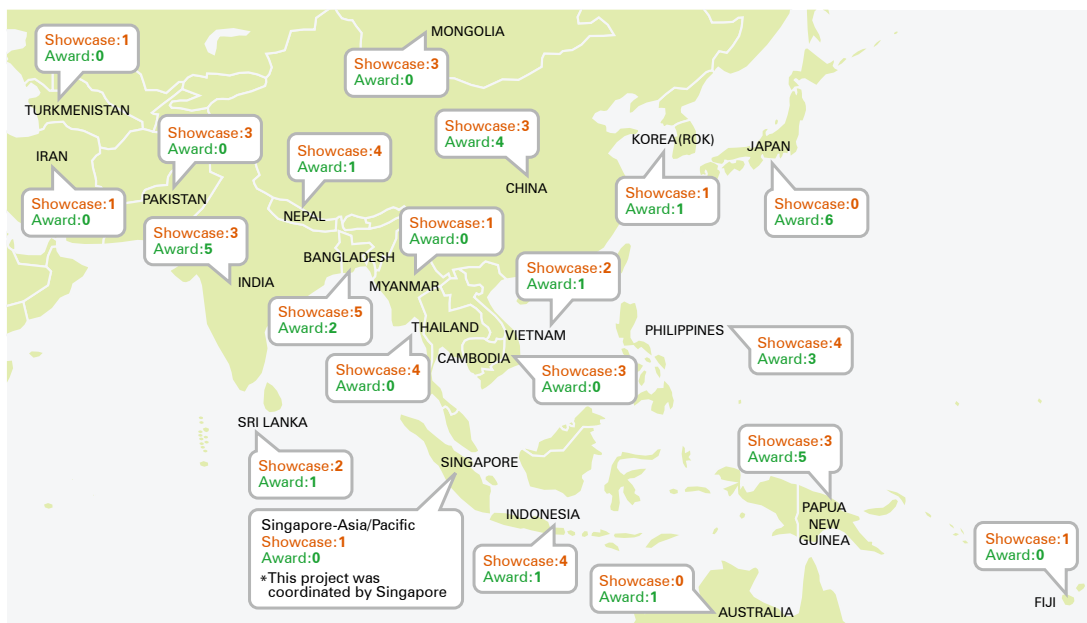 MONGOLIA
Showcase:3
Award:0
Showcase:1
Award:0
TURKMENISTAN
IRAN
Showcase:1
Award:0
Showcase:3
Award:0
PAKISTAN
Showcase:4
Award:1
NEPAL
Showcase:3
Award:4
CHINA
KOREA(ROK)
Showcase:1
Award:1
JAPAN
Showcase:0
Award:6
Showcase:3
Award:5
INDIA
BANGLADESH
Showcase:5
Award:2
Showcase:1
Award:0
MYANMAR
Showcase:2
Award:1
VIETNAM
THAILAND
Showcase:4
Award:0
CAMBODIA
Showcase:3
Award:0
PHILIPPINES
Showcase:4
Award:3
SRI LANKA
Showcase:2
Award:1
SINGAPORE
Singapore-Asia/Pacific
Showcase:1
Award:0
*This project was
coordinated by Singapore
INDONESIA
Showcase:4
Award:1
Showcase:3
Award:5
PAPUA
NEW
GUINEA
Showcase:0
Award:1
AUSTRALIA
Showcase:1
Award:0
FIJI